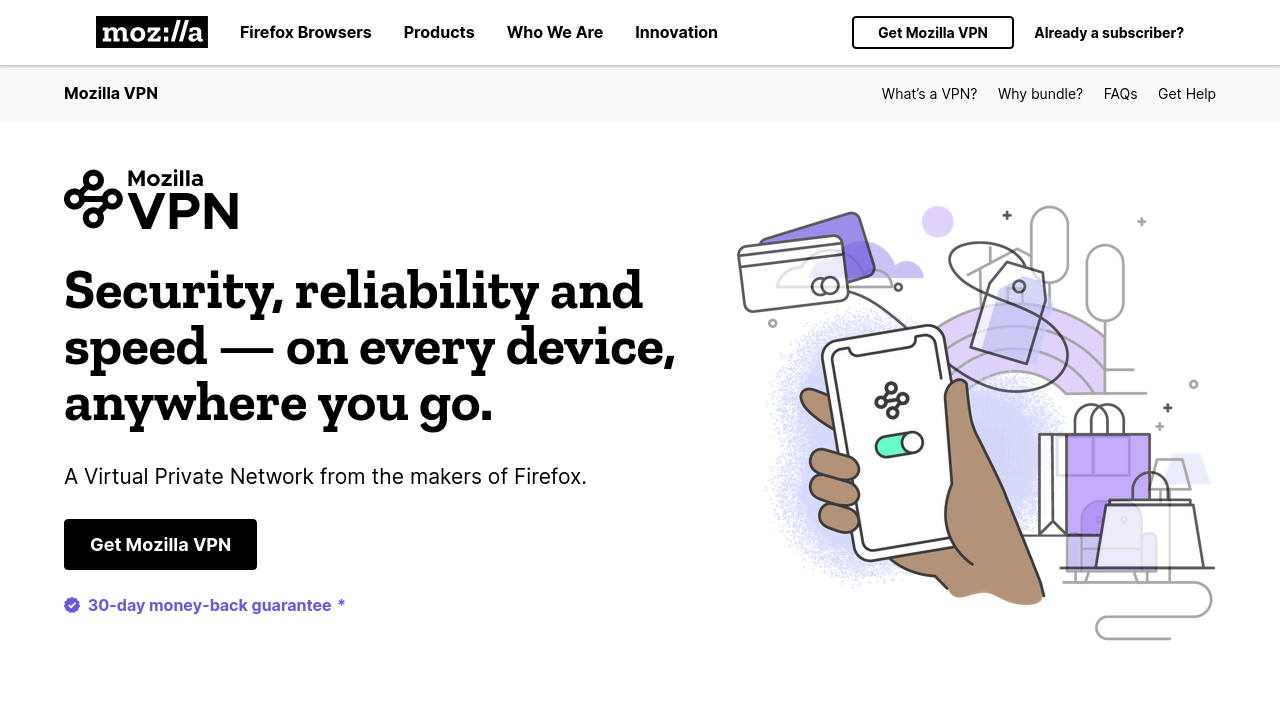 moz://a
Firefox Browsers
Products
Who We Are
Innovation
Get Mozilla VPN
Already a subscriber?
Mozilla VPN
What's a VPN?
Why bundle?
FAQs
Get Help
Mozilla
VPN
Security, reliability and
speed — on every device,
anywhere you go.
A Virtual Private Network from the makers of Firefox.
Get Mozilla VPN
30-day money-back guarantee *